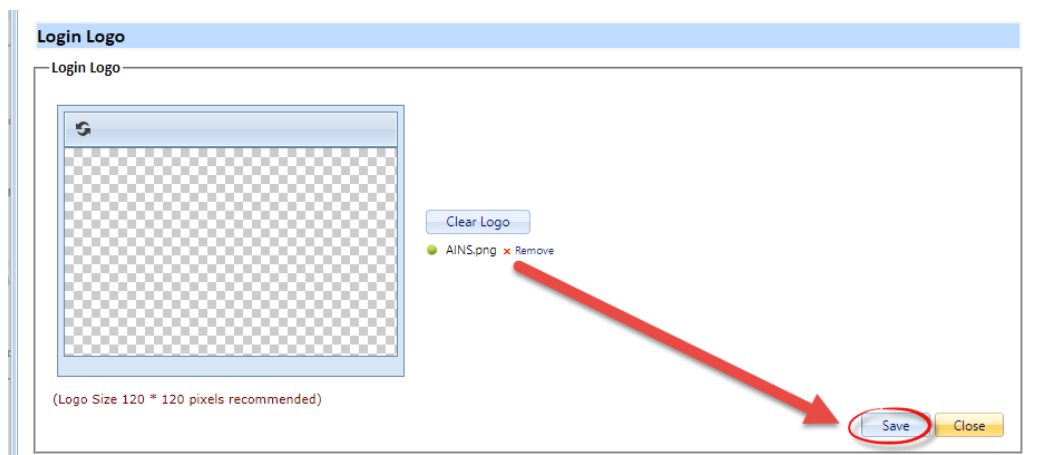 Login Logo
Login Logo
Clear Logo
AINS.png × Remove
(Logo Size 120 * 120 pixels recommended)
Save Close